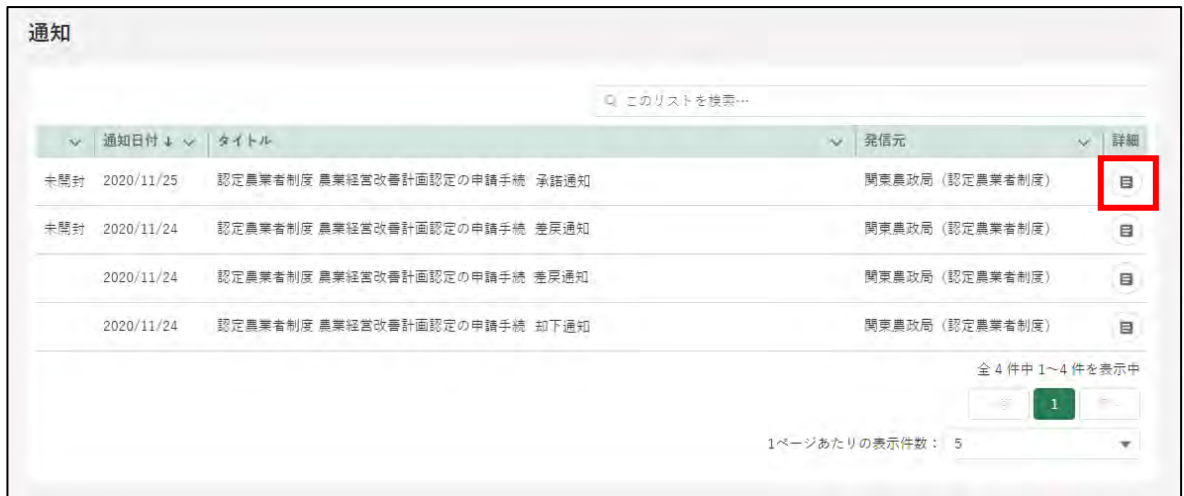 通知
このリストを検索…
通知日付 ↓ タイトル 発信元 詳細
未開封 2020/11/25 認定農業者制度 農業経営改善計画認定の申請手続 承諾通知 関東農政局（認定農業者制度）
未開封 2020/11/24 認定農業者制度 農業経営改善計画認定の申請手続 差戻通知 関東農政局（認定農業者制度）
2020/11/24 認定農業者制度 農業経営改善計画認定の申請手続 差戻通知 関東農政局（認定農業者制度）
2020/11/24 認定農業者制度 農業経営改善計画認定の申請手続 却下通知 関東農政局（認定農業者制度）
全 4 件中 1～4 件を表示中
1
1ページあたりの表示件数： 5